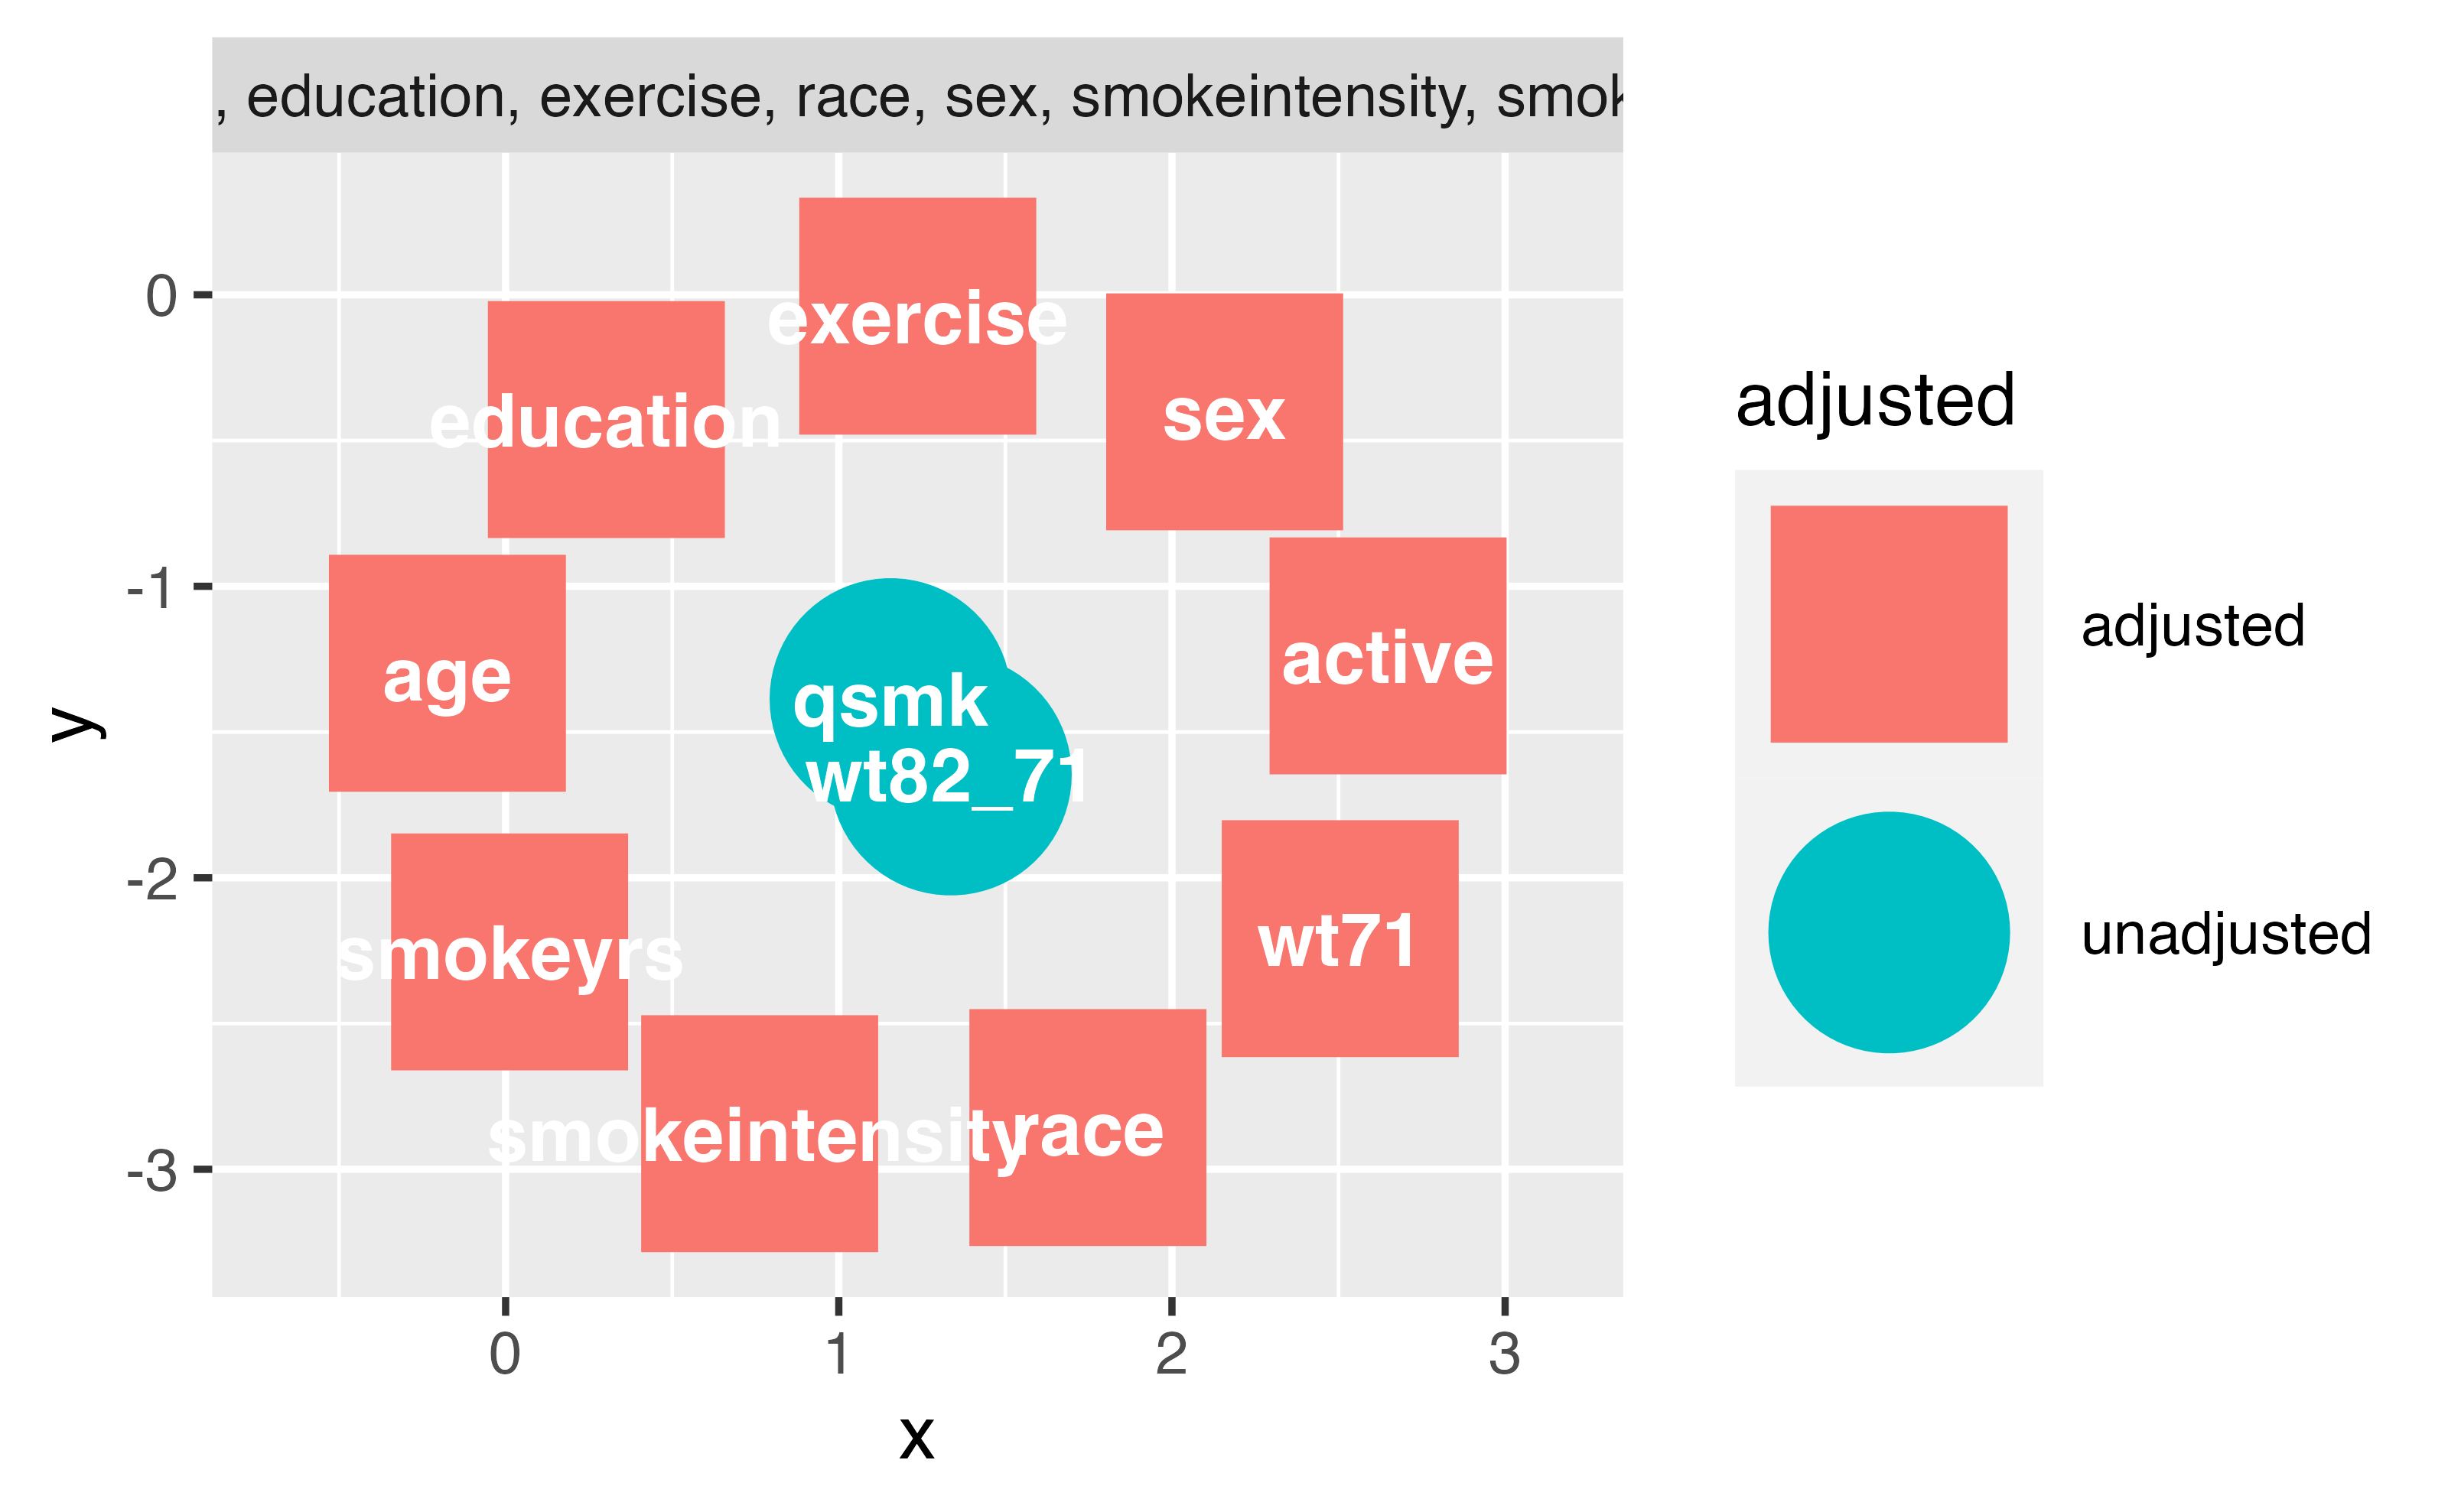 , education, exercise, race, sex, smokeintensity, smok
exercise
education
sex
adjusted
adjusted
unadjusted
active
age
qsmk
wt82_71
wt71
smokeyrs
smokeintensity
race
0
-1
-2
-3
y
0 1 2 3
x